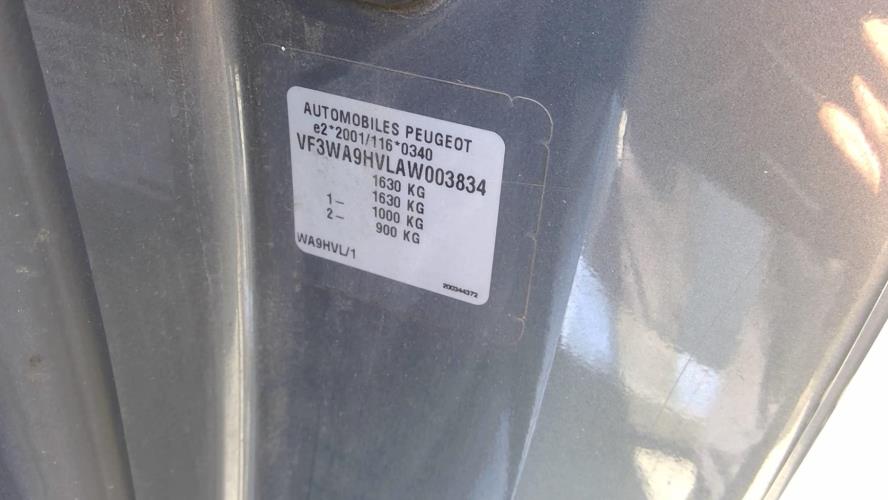 AUTOMOBILES PEUGEOT
e2*2001/116*0340
VF3WA9HVLAW003834
1630 KG
1– 1630 KG
2– 1000 KG
900 KG
WA9HVL/1
200344372